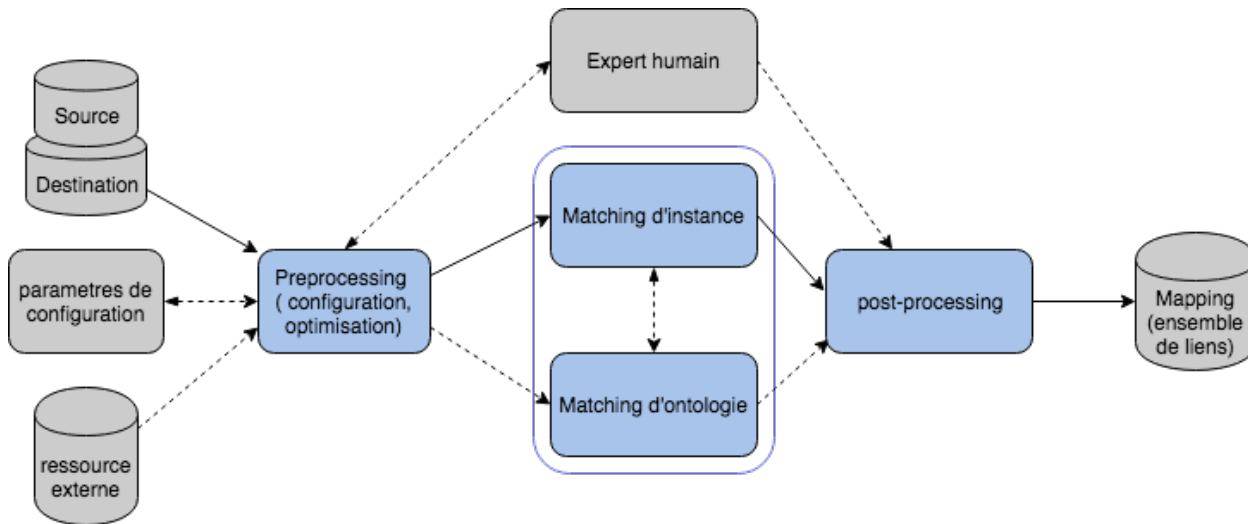 Source
Destination
parametres de
configuration
ressource
externe
Preprocessing
( configuration,
optimisation)
Expert humain
Matching d'instance
Matching d'ontologie
post-processing
Mapping
(ensemble
de liens)